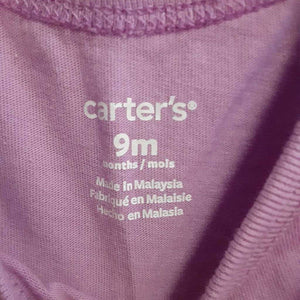 carter's®
9m
months / mois
Made in Malaysia
Fabriqué en Malaisie
Hecho en Malasia